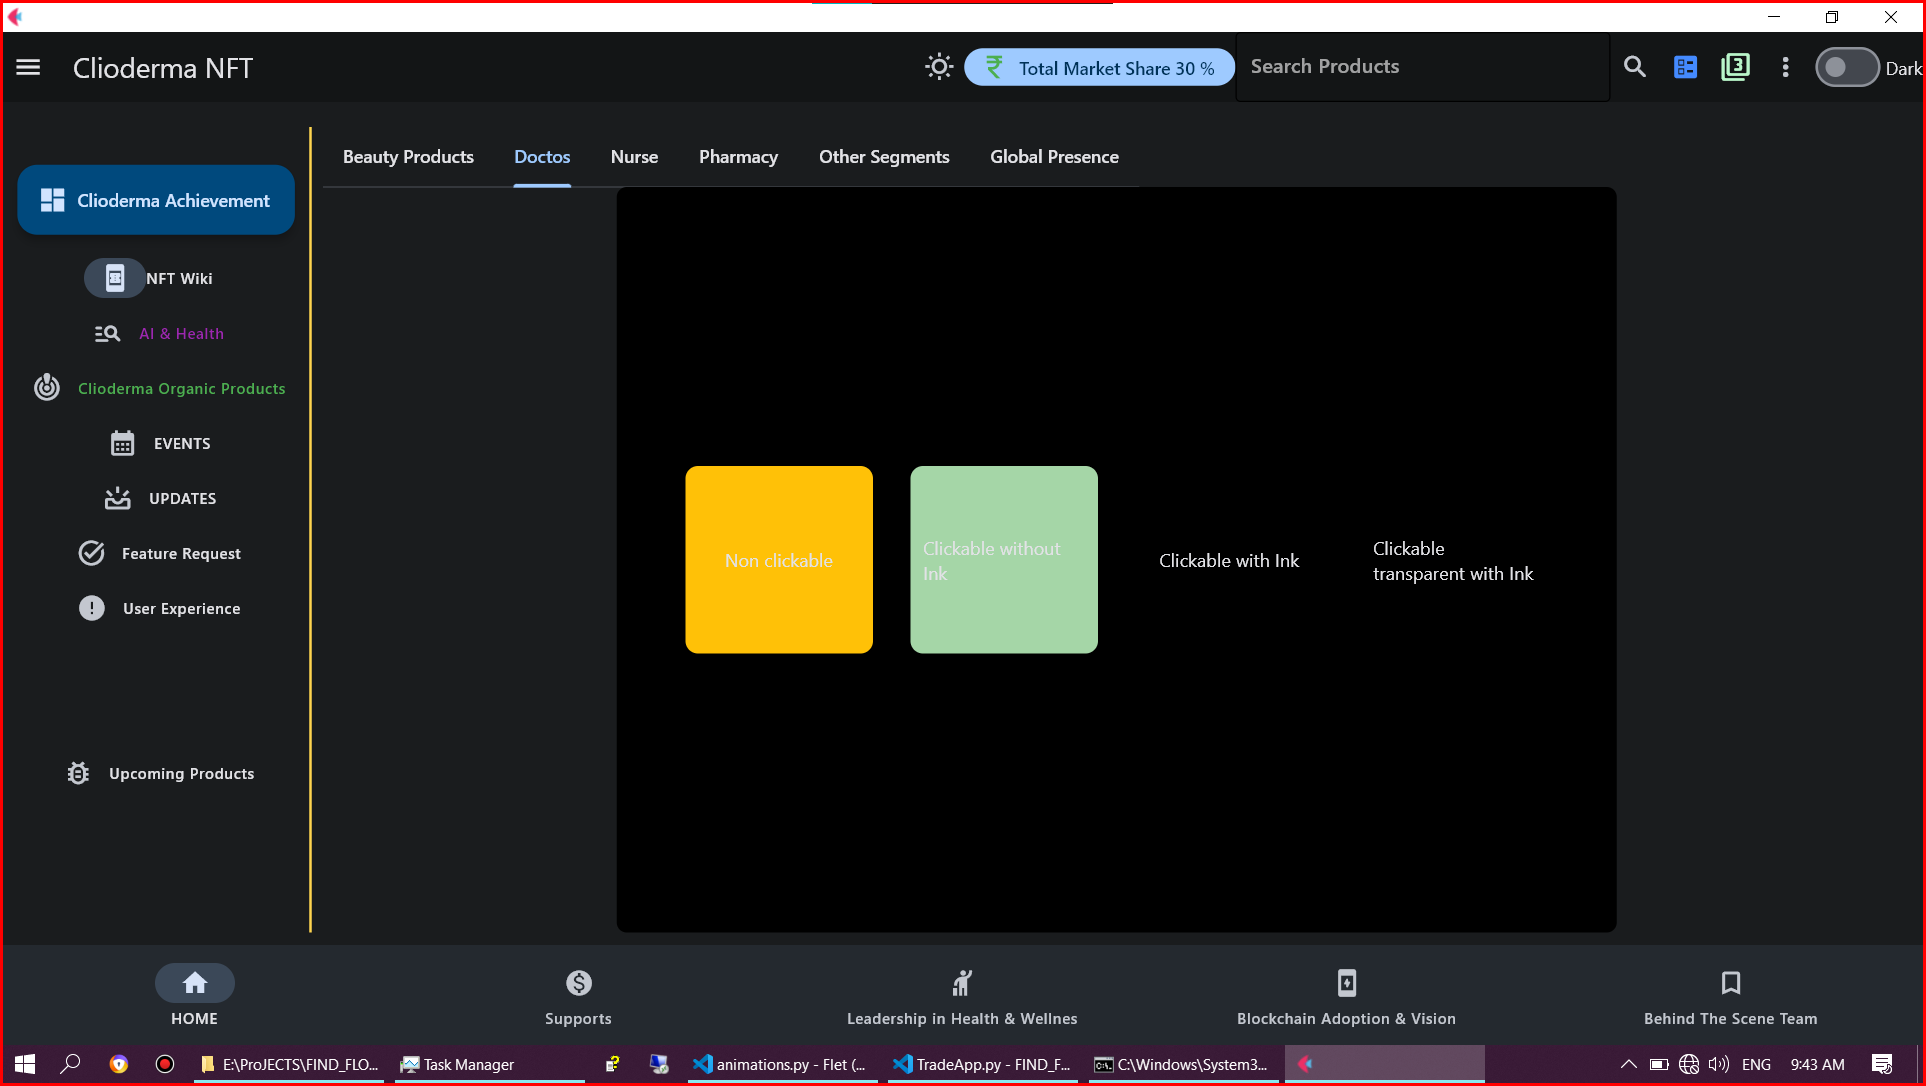 Clioderma NFT
₹ Total Market Share 30 %
Search Products
3
Dark
Beauty Products
Doctos
Nurse
Pharmacy
Other Segments
Global Presence
Clioderma Achievement
NFT Wiki
AI & Health
Clioderma Organic Products
EVENTS
UPDATES
Feature Request
User Experience
Upcoming Products
Non clickable
Clickable without
Ink
Clickable with Ink
Clickable
transparent with Ink
HOME
Supports
Leadership in Health & Wellnes
Blockchain Adoption & Vision
Behind The Scene Team
E:\ProJECTS\FIND_FLO...
Task Manager
animations.py - Flet (...
TradeApp.py - FIND_F...
C:\Windows\System3...
ENG
9:43 AM